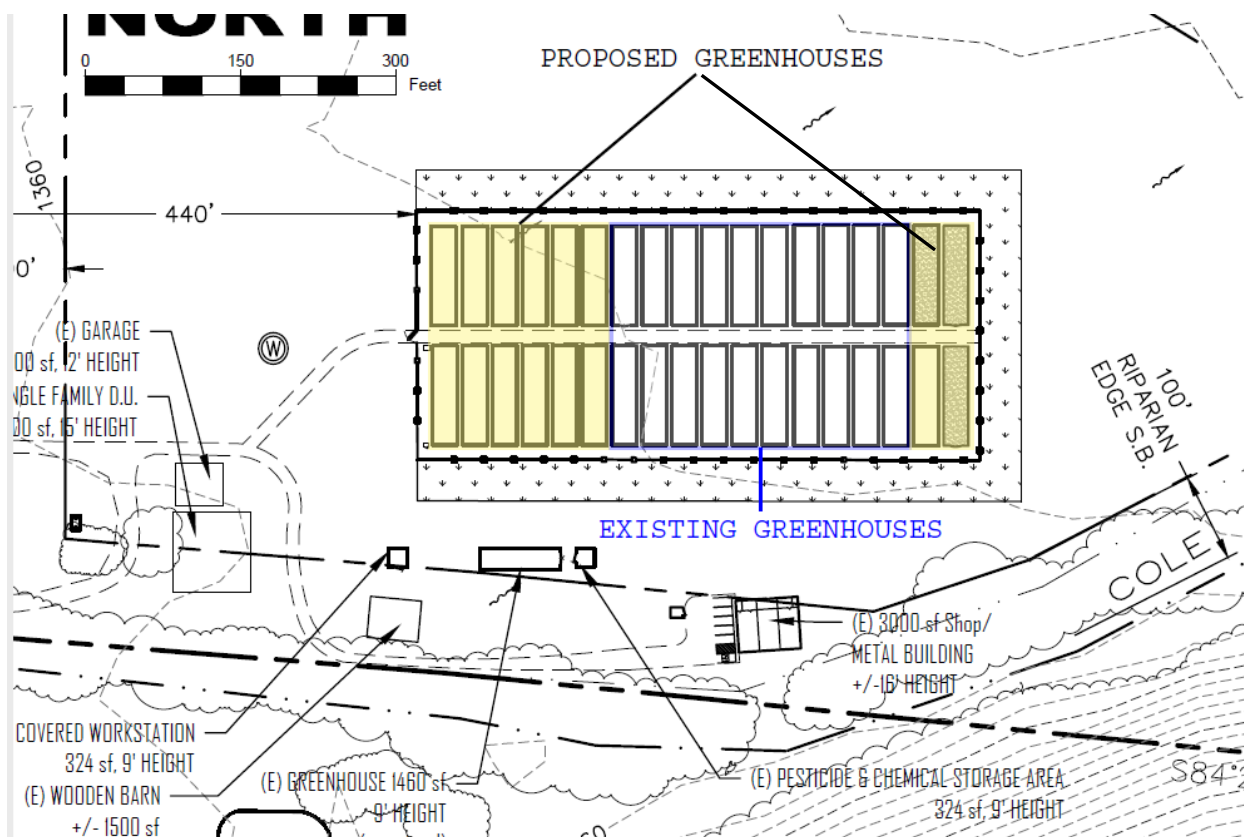 NORTH
0 150 300
Feet
PROPOSED GREENHOUSES
1360
440'
0'
(E) GARAGE
00 sf, 12' HEIGHT
NGLE FAMILY D.U.
00 sf, 15' HEIGHT
W
100'
RIPARIAN
EDGE S.B.
EXISTING GREENHOUSES
COLE
(E) 3000 sf Shop/
METAL BUILDING
+/-16' HEIGHT
COVERED WORKSTATION
324 sf, 9' HEIGHT
(E) WOODEN BARN
+/- 1500 sf
(E) GREENHOUSE 1460 sf
9' HEIGHT
(E) PESTICIDE & CHEMICAL STORAGE AREA
324 sf, 9' HEIGHT
S84°
60